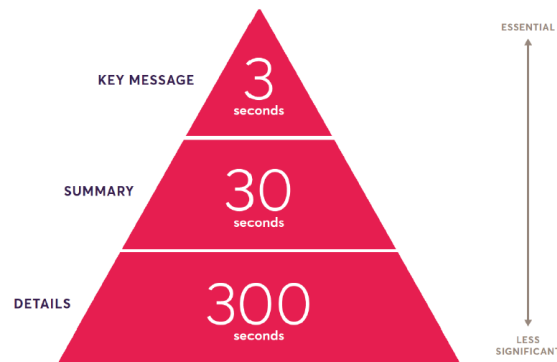 ESSENTIAL
KEY MESSAGE
3
seconds
SUMMARY
30
seconds
DETAILS
300
seconds
LESS
SIGNIFICANT